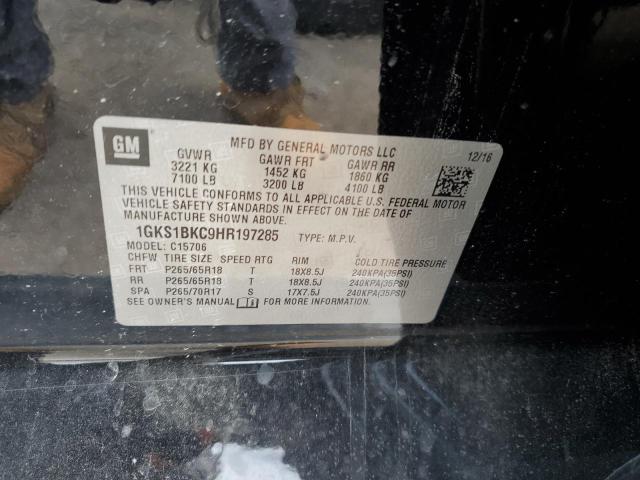 GM
MFD BY GENERAL MOTORS LLC
12/16
GVWR GAWR FRT GAWR RR
3221 KG 1452 KG 1860 KG
7100 LB 3200 LB 4100 LB
THIS VEHICLE CONFORMS TO ALL APPLICABLE U.S. FEDERAL MOTOR
VEHICLE SAFETY STANDARDS IN EFFECT ON THE DATE OF
MANUFACTURE SHOWN ABOVE.
1GKS1BKC9HR197285 TYPE: M.P.V.
MODEL: C15706
CHFW TIRE SIZE SPEED RTG RIM COLD TIRE PRESSURE
FRT P265/65R18 T 18X8.5J 240KPA(35PSI)
RR P265/65R18 T 18X8.5J 240KPA(35PSI)
SPA P265/70R17 S 17X7.5J 240KPA(35PSI)
SEE OWNER'S MANUAL FOR MORE INFORMATION.